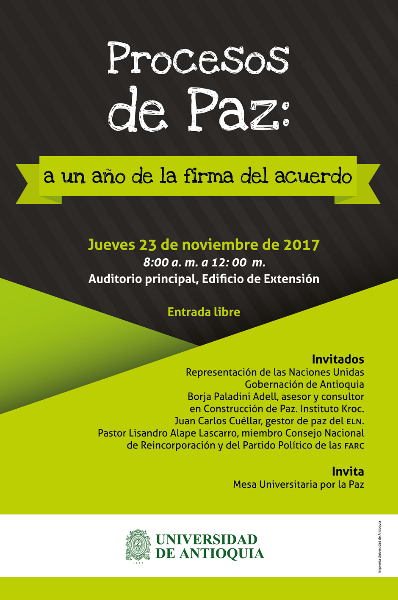 Procesos
de Paz:
a un año de la firma del acuerdo
Jueves 23 de noviembre de 2017
8:00 a. m. a 12: 00 m.
Auditorio principal, Edificio de Extensión
Entrada libre
Invitados
Representación de las Naciones Unidas
Gobernación de Antioquia
Borja Paladini Adell, asesor y consultor
en Construcción de Paz. Instituto Kroc.
Juan Carlos Cuéllar, gestor de paz del ELN.
Pastor Lisandro Alape Lascarro, miembro Consejo Nacional
de Reincorporación y del Partido Político de las FARC
Invita
Mesa Universitaria por la Paz
UNIVERSIDAD
DE ANTIOQUIA